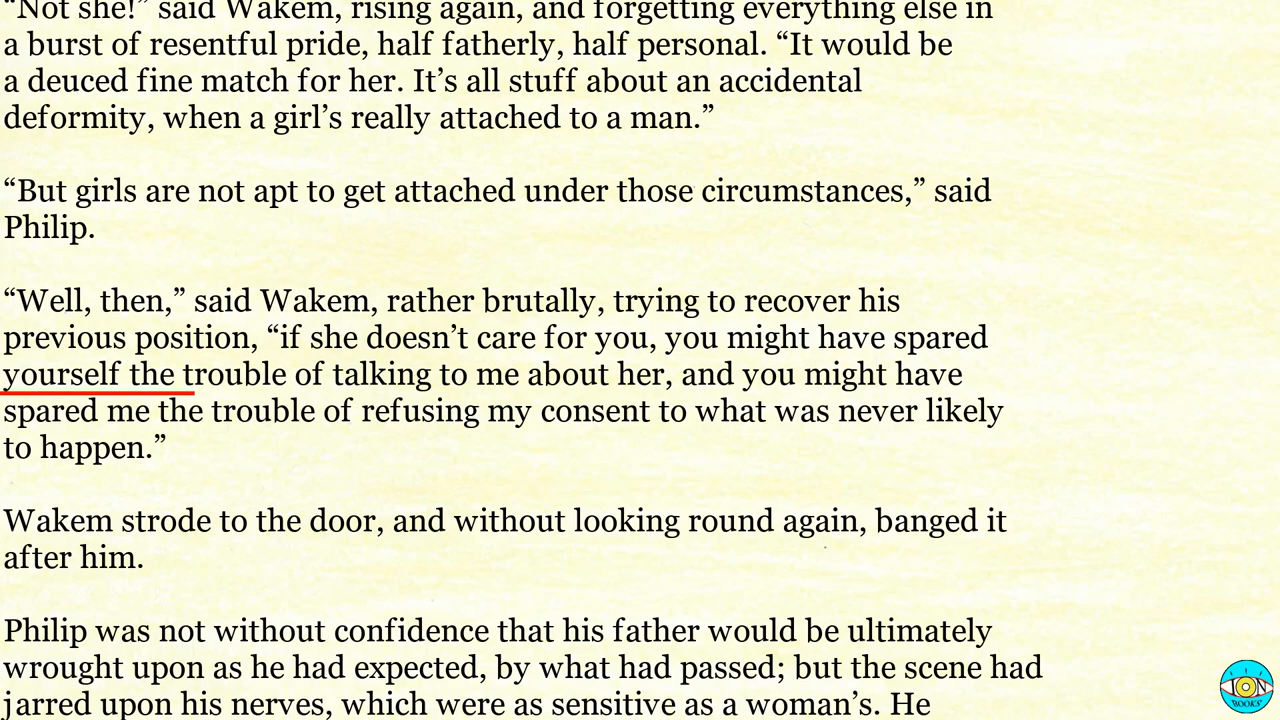 “Not she!” said Wakem, rising again, and forgetting everything else in
a burst of resentful pride, half fatherly, half personal. “It would be
a deuced fine match for her. It’s all stuff about an accidental
deformity, when a girl’s really attached to a man.”
“But girls are not apt to get attached under those circumstances,” said
Philip.
“Well, then,” said Wakem, rather brutally, trying to recover his
previous position, “if she doesn’t care for you, you might have spared
yourself the trouble of talking to me about her, and you might have
spared me the trouble of refusing my consent to what was never likely
to happen.”
Wakem strode to the door, and without looking round again, banged it
after him.
Philip was not without confidence that his father would be ultimately
wrought upon as he had expected, by what had passed; but the scene had
jarred upon his nerves, which were as sensitive as a woman’s. He
ION
BOOKS